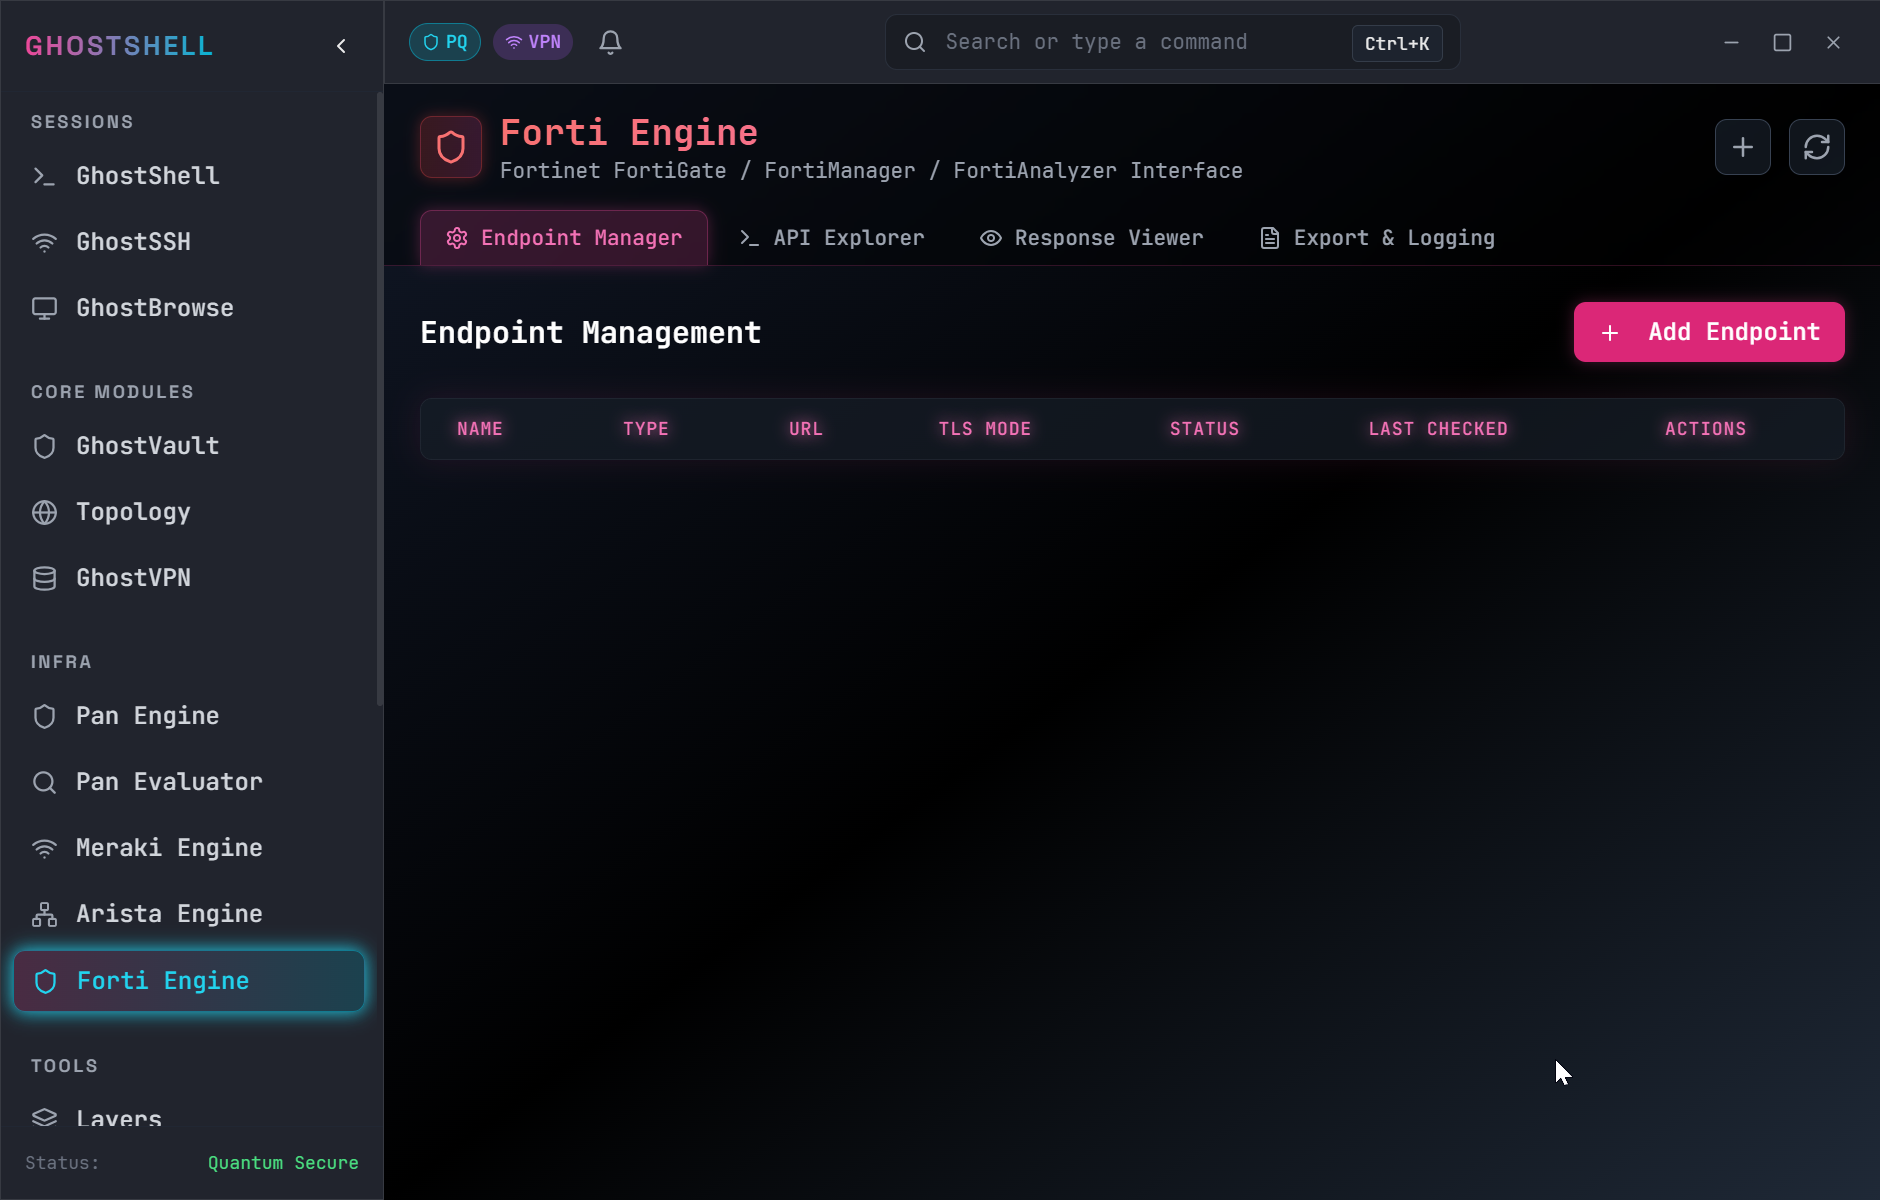 GHOSTSHELL
SESSIONS
GhostShell
GhostSSH
GhostBrowse
CORE MODULES
GhostVault
Topology
GhostVPN
INFRA
Pan Engine
Pan Evaluator
Meraki Engine
Arista Engine
Forti Engine
TOOLS
Layers
Status: Quantum Secure
PQ VPN Search or type a command Ctrl+K
Forti Engine
Fortinet FortiGate / FortiManager / FortiAnalyzer Interface
Endpoint Manager API Explorer Response Viewer Export & Logging
Endpoint Management Add Endpoint
NAME TYPE URL TLS MODE STATUS LAST CHECKED ACTIONS